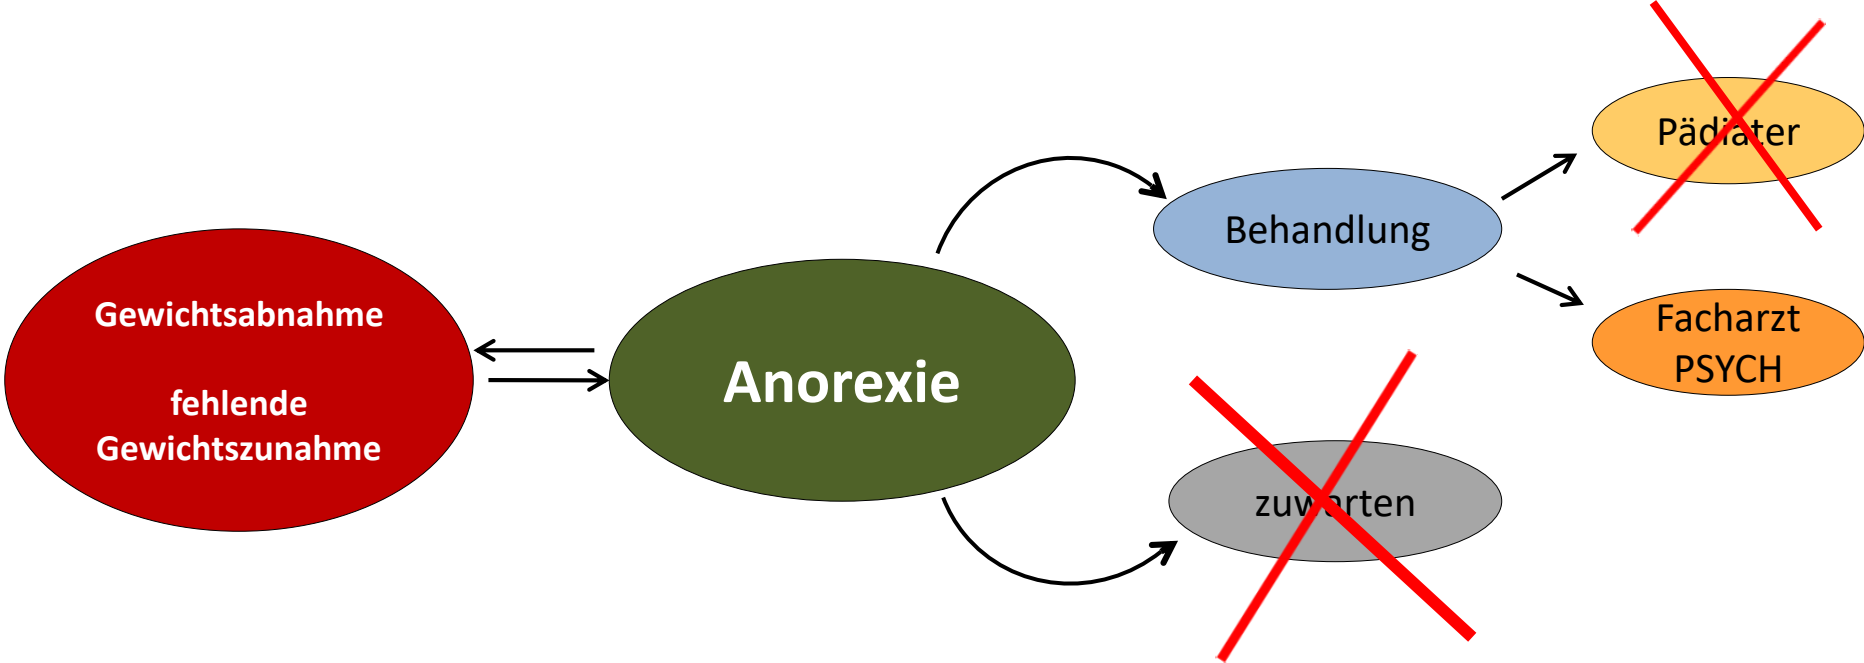 Gewichtsabnahme
fehlende
Gewichtszunahme
Anorexie
Behandlung
zuwarten
Pädiater
Facharzt
PSYCH